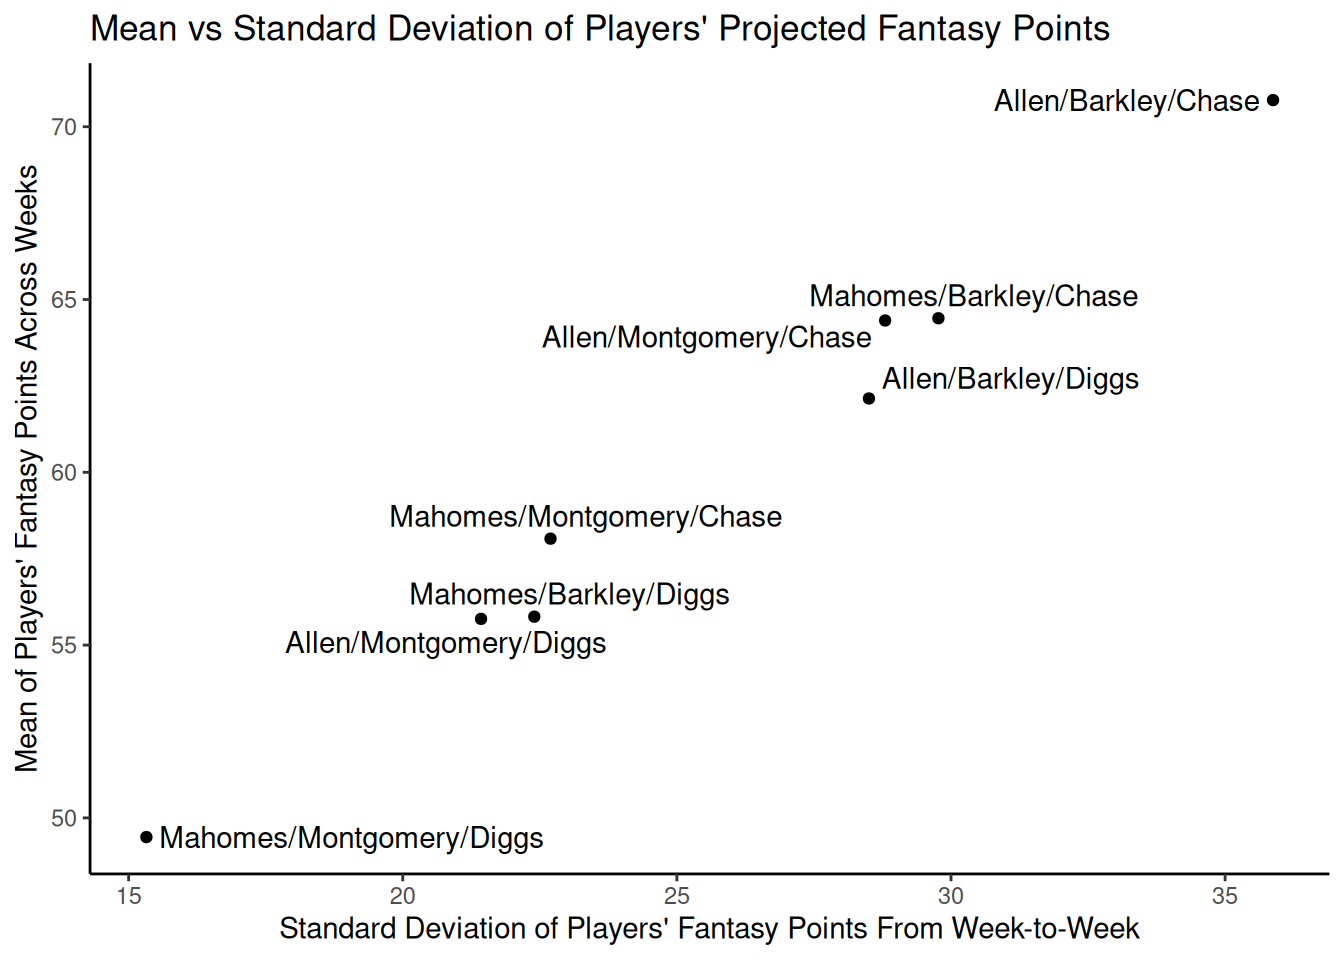 Mean vs Standard Deviation of Players' Projected Fantasy Points
Mean of Players' Fantasy Points Across Weeks
70
65
60
55
50
Allen/Barkley/Chase
Mahomes/Barkley/Chase
Allen/Montgomery/Chase
Allen/Barkley/Diggs
Mahomes/Montgomery/Chase
Mahomes/Barkley/Diggs
Allen/Montgomery/Diggs
Mahomes/Montgomery/Diggs
15 20 25 30 35
Standard Deviation of Players' Fantasy Points From Week-to-Week